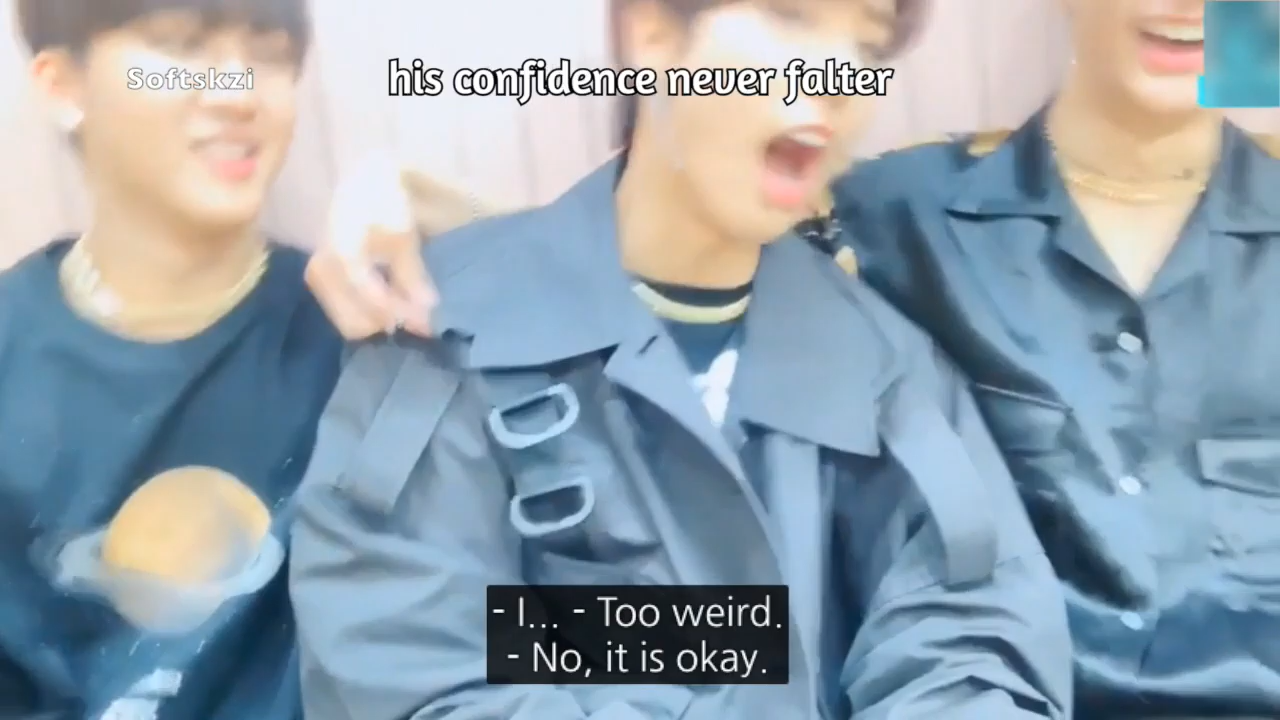 Softskzi
his confidence never falter
- I... - Too weird.
- No, it is okay.